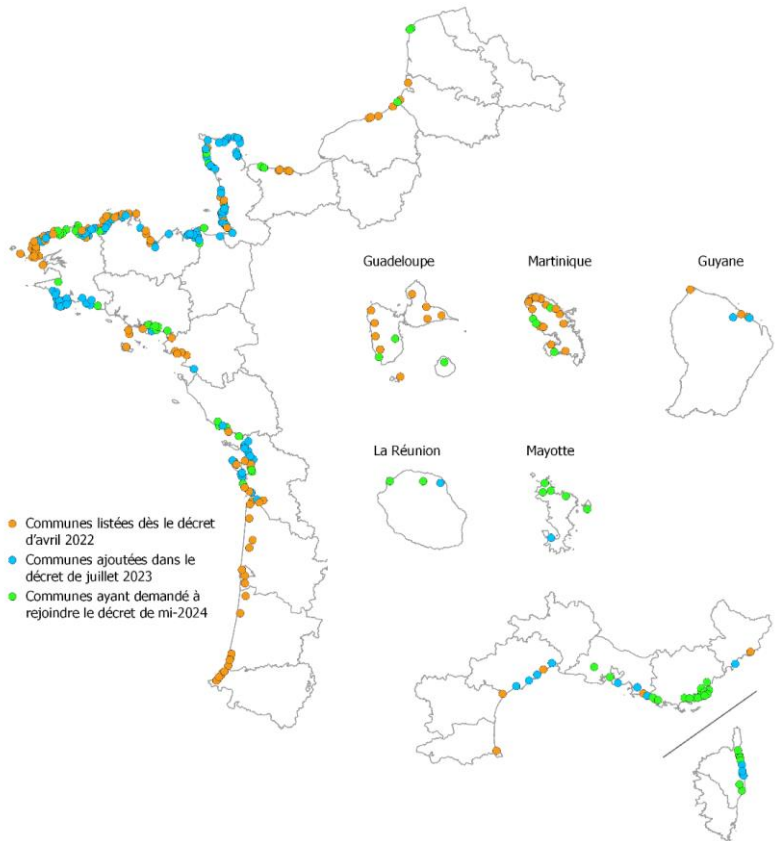 Guadeloupe
Martinique
Guyane
La Réunion
Mayotte
Communes listées dès le décret
d'avril 2022
Communes ajoutées dans le
décret de juillet 2023
Communes ayant demandé à
rejoindre le décret de mi-2024